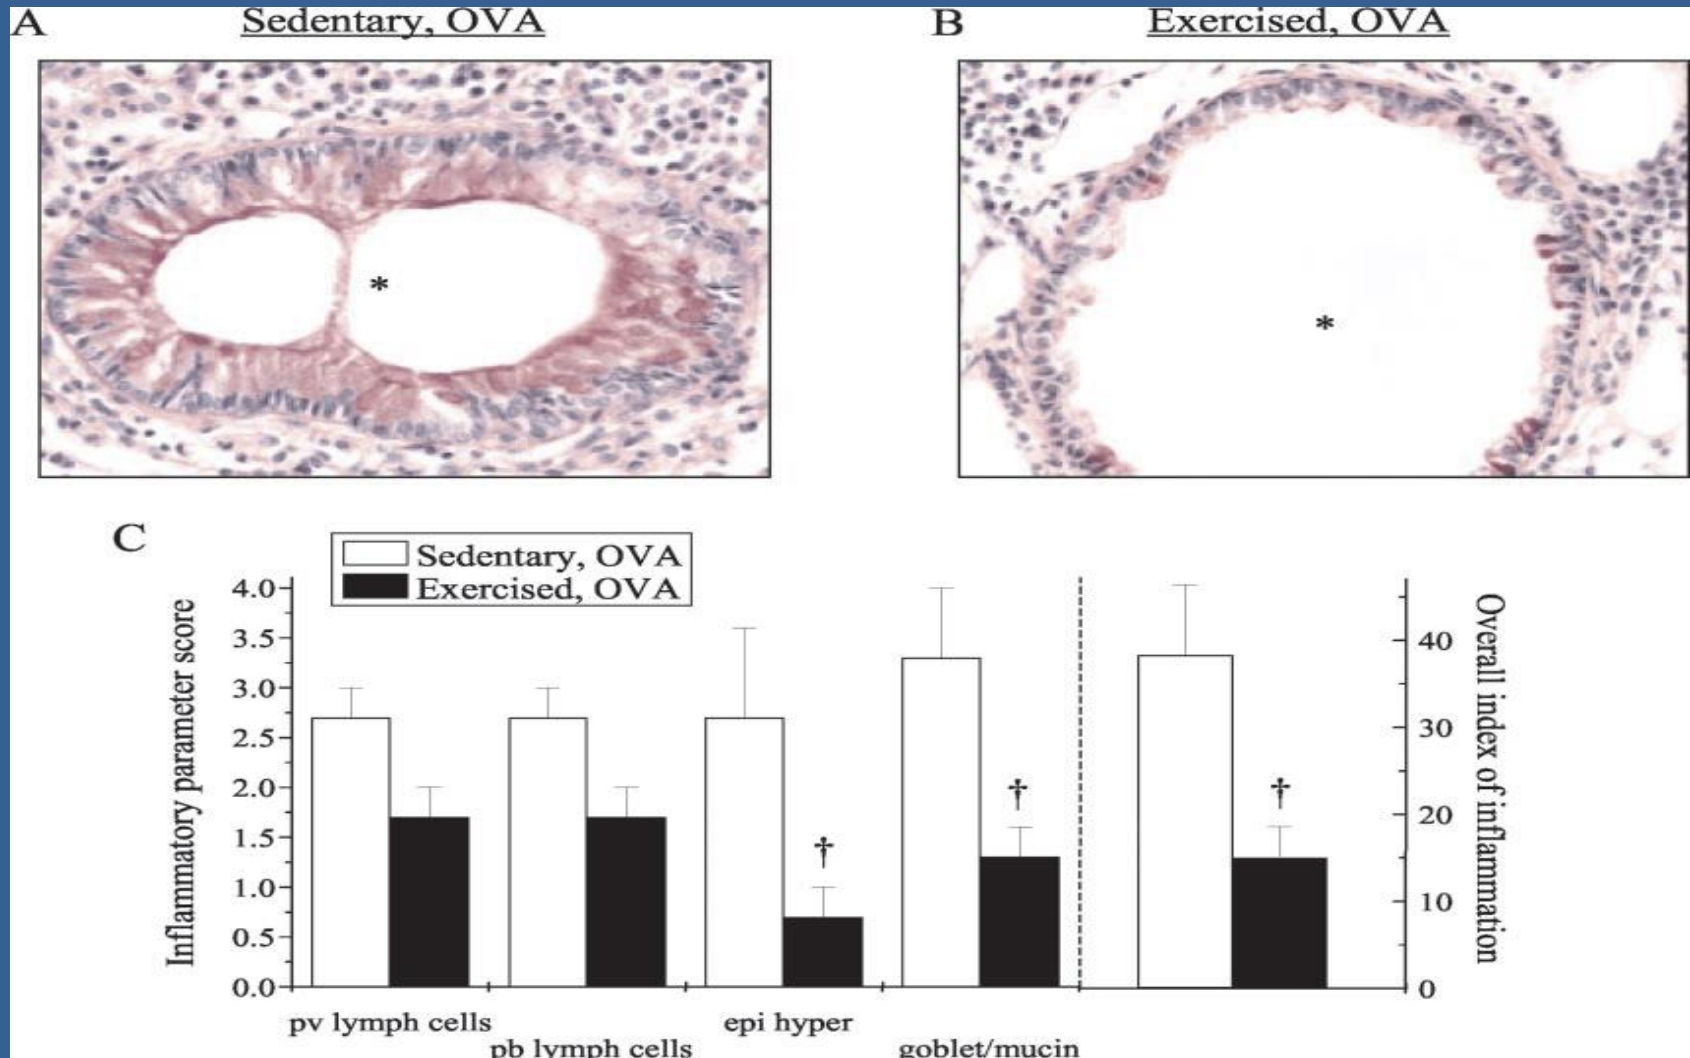 A
Sedentary, OVA
B
Exercised, OVA
*
*
C
Sedentary, OVA
Exercised, OVA
Inflammatory parameter score
4.0
3.5
3.0
2.5
2.0
1.5
1.0
0.5
0.0
†
†
†
Overall index of inflammation
40
30
20
10
0
pv lymph cells
pb lymph cells
epi hyper
goblet/mucin